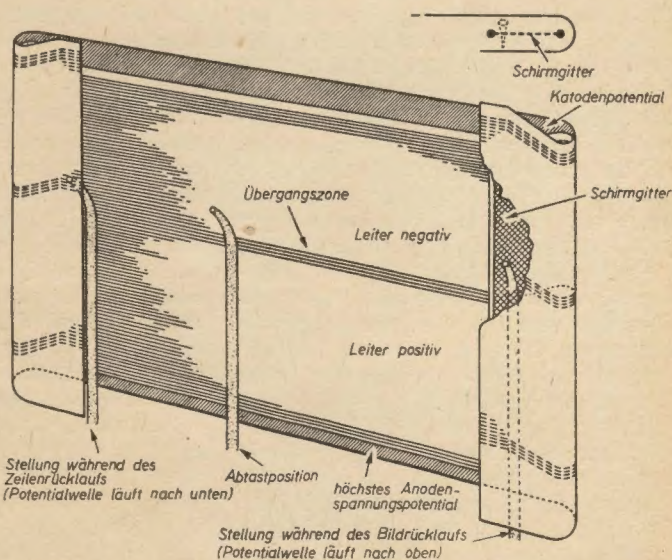 Schirmgitter
Katodenpotential
Schirmgitter
Übergangszone
Leiter negativ
Leiter positiv
Stellung während des
Zeilenrücklaufs
(Potentialwelle läuft nach unten)
Abtastposition
höchstes Anoden-
spannungspotential
Stellung während des Bildrücklaufs
(Potentialwelle läuft nach oben)